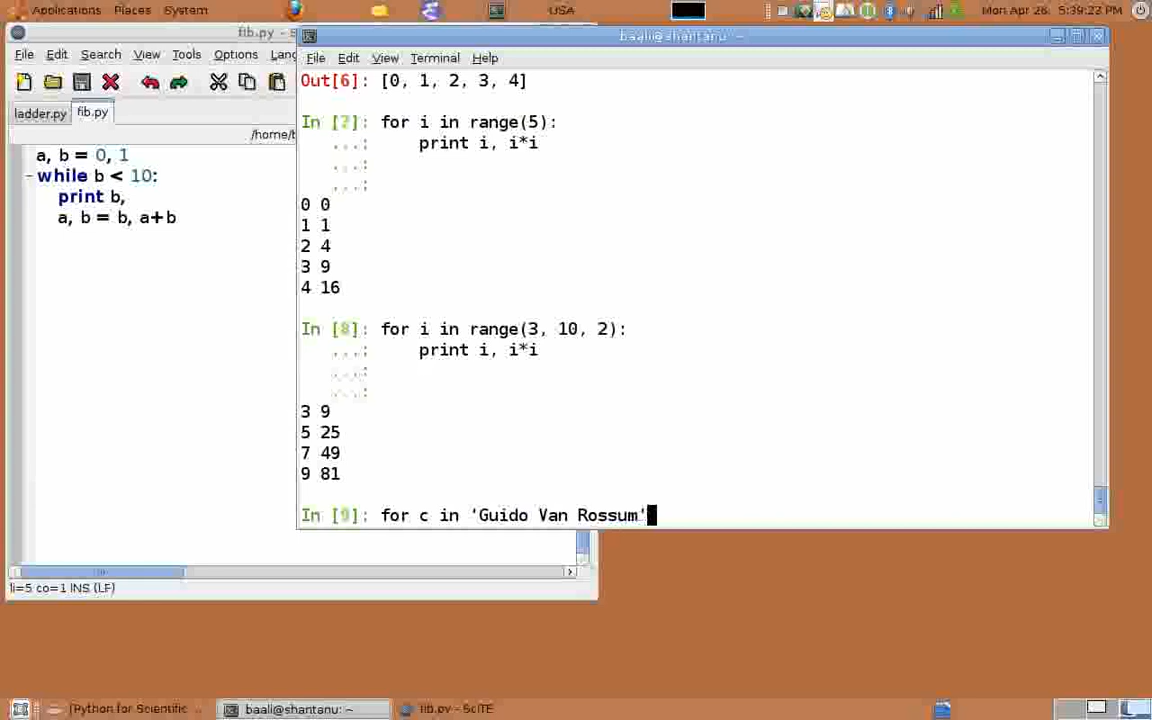 Applications Places System
USA
Mon Apr 26, 5:39:22 PM
fib.py - S
File Edit Search View Tools Options Lang
ladder.py fib.py
/home/b
a, b = 0, 1
while b < 10:
print b,
a, b = b, a+b
li=5 co=1 INS (LF)
baali@shantanu: ~
File Edit View Terminal Help
Out[6]: [0, 1, 2, 3, 4]
In [7]: for i in range(5):
...: print i, i*i
...:
...:
0 0
1 1
2 4
3 9
4 16
In [8]: for i in range(3, 10, 2):
...: print i, i*i
...:
...:
3 9
5 25
7 49
9 81
In [9]: for c in 'Guido Van Rossum'
[Python for Scientific ...
baali@shantanu: ~
fib.py - SciTE